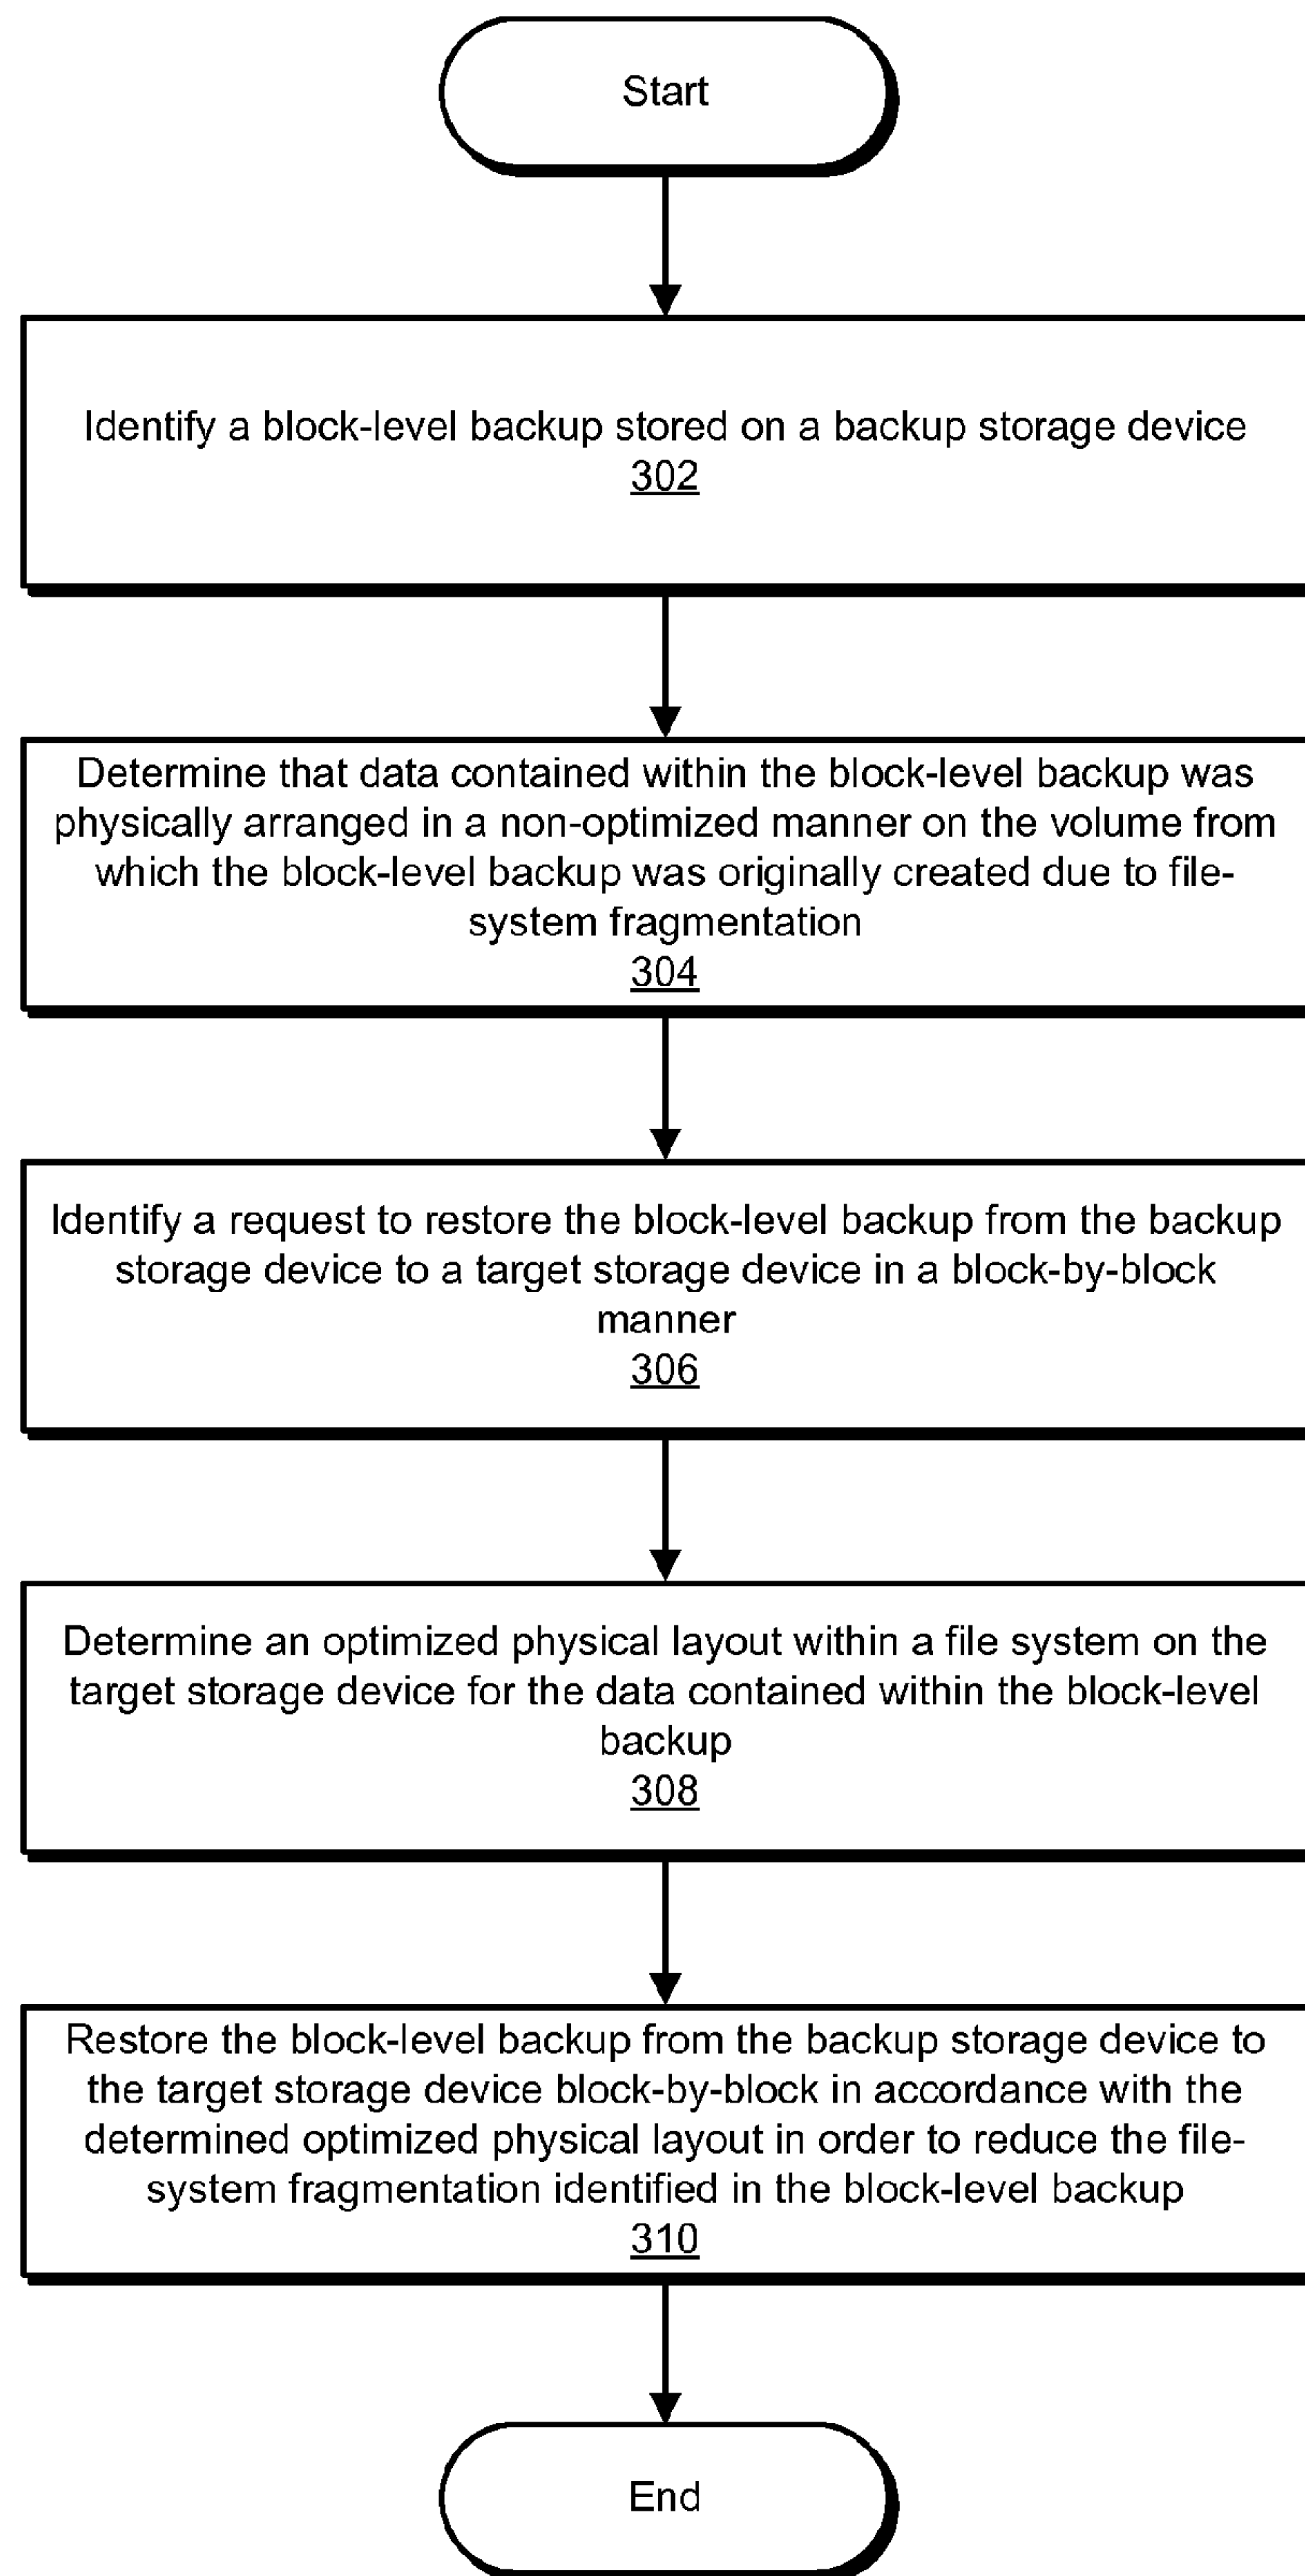 Start
Identify a block-level backup stored on a backup storage device
302
Determine that data contained within the block-level backup was
physically arranged in a non-optimized manner on the volume from
which the block-level backup was originally created due to file-
system fragmentation
304
Identify a request to restore the block-level backup from the backup
storage device to a target storage device in a block-by-block
manner
306
Determine an optimized physical layout within a file system on the
target storage device for the data contained within the block-level
backup
308
Restore the block-level backup from the backup storage device to
the target storage device block-by-block in accordance with the
determined optimized physical layout in order to reduce the file-
system fragmentation identified in the block-level backup
310
End